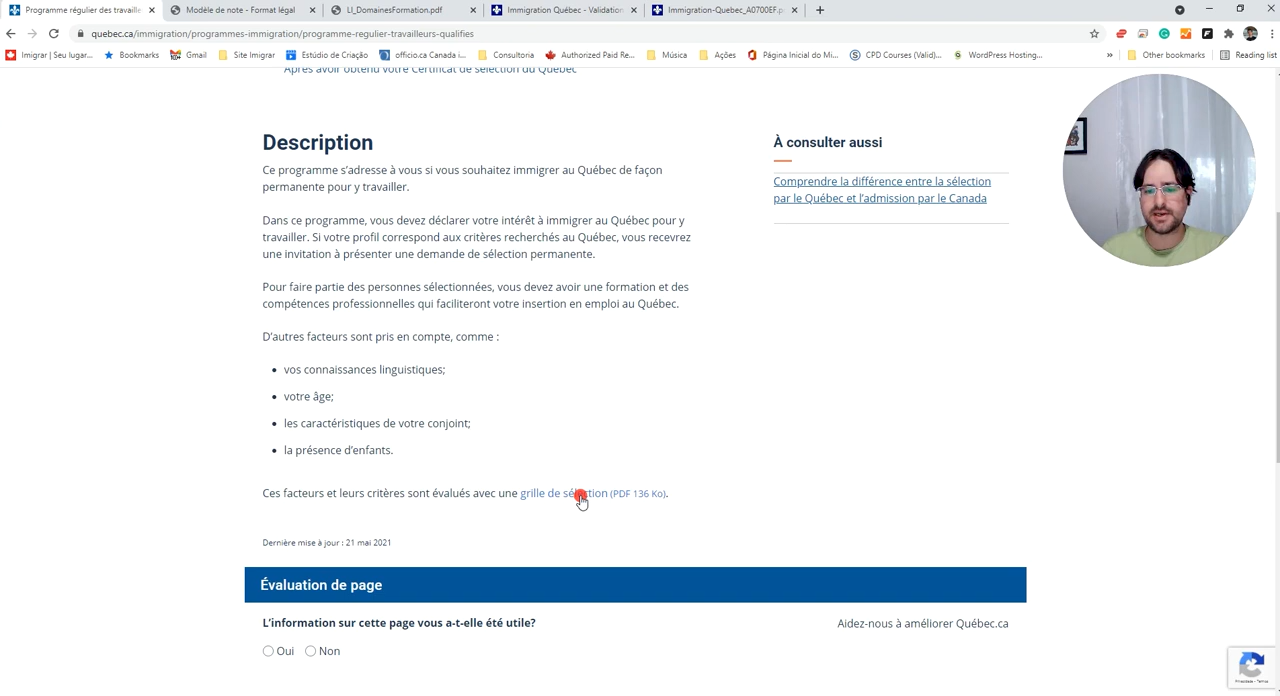 Programme régulier des travaille
Modèle de note - Format légal
LI_DomainesFormation.pdf
Immigration Québec - Validation
Immigration-Quebec_A0700EF.p
quebec.ca/immigration/programmes-immigration/programme-regulier-travailleurs-qualifies
Imigrar | Seu lugar...
Bookmarks
Gmail
Site Imigrar
Estúdio de Criação
officio.ca Canada i...
Consultoria
Authorzed Paid Re...
Música
Ações
Página Inicial do Mi...
CPD Courses (Valid)...
WordPress Hosting...
»
Other bookmarks
Reading list
Après avoir obtenu votre Certificat de sélection du Québec
Description
Ce programme s'adresse à vous si vous souhaitez immigrer au Québec de façon
permanente pour y travailler.
Dans ce programme, vous devez déclarer votre intérêt à immigrer au Québec pour y
travailler. Si votre profil correspond aux critères recherchés au Québec, vous recevrez
une invitation à présenter une demande de sélection permanente.
Pour faire partie des personnes sélectionnées, vous devez avoir une formation et des
compétences professionnelles qui faciliteront votre insertion en emploi au Québec.
D'autres facteurs sont pris en compte, comme :
vos connaissances linguistiques;
votre âge;
les caractéristiques de votre conjoint;
la présence d'enfants.
Ces facteurs et leurs critères sont évalués avec une grille de sélection (PDF 136 Ko).
Dernière mise à jour : 21 mai 2021
À consulter aussi
Comprendre la différence entre la sélection
par le Québec et l'admission par le Canada
Évaluation de page
L'information sur cette page vous a-t-elle été utile?
Oui
Non
Aidez-nous à améliorer Québec.ca